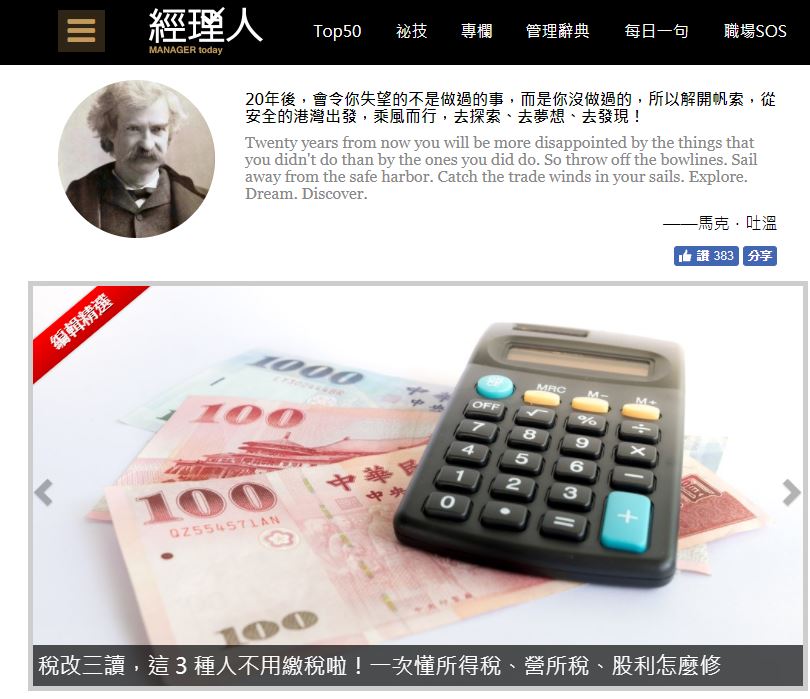 經理人
MANAGER today
Top50
祕技
專欄
管理辭典
每日一句
職場SOS
20年後，會令你失望的不是做過的事，而是你沒做過的，所以解開帆索，從
安全的港灣出發，乘風而行，去探索、去夢想、去發現！
Twenty years from now you will be more disappointed by the things that
you didn't do than by the ones you did do. So throw off the bowlines. Sail
away from the safe harbor. Catch the trade winds in your sails. Explore.
Dream. Discover.
——馬克．吐溫
讚 383
分享
編輯精選
1000
100
中華民
100
QZ554571AN
100
MRC
M-
M+
OFF
√
%
÷
7
8
9
×
4
5
6
−
1
2
3
+
0
•
=
稅改三讀，這 3 種人不用繳稅啦！一次懂所得稅、營所稅、股利怎麼修